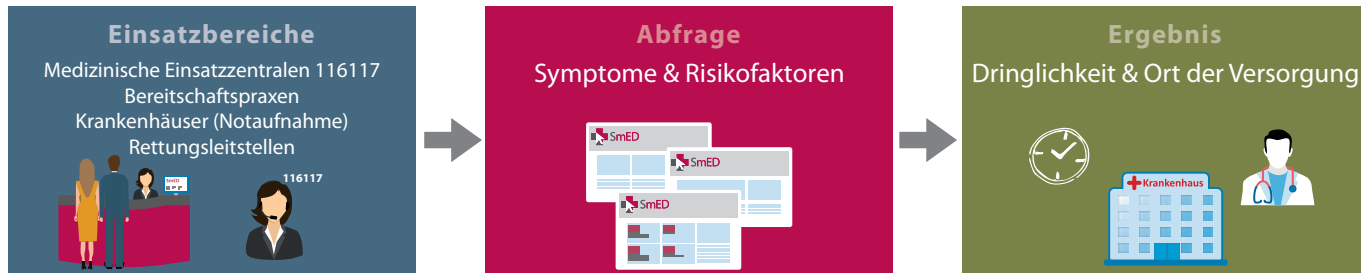 Einsatzbereiche
Medizinische Einsatzzentralen 116117
Bereitschaftspraxen
Krankenhäuser (Notaufnahme)
Rettungsleitstellen
SmED
116117
Abfrage
Symptome & Risikofaktoren
SmED
SmED
SmED
Ergebnis
Dringlichkeit & Ort der Versorgung
Krankenhaus